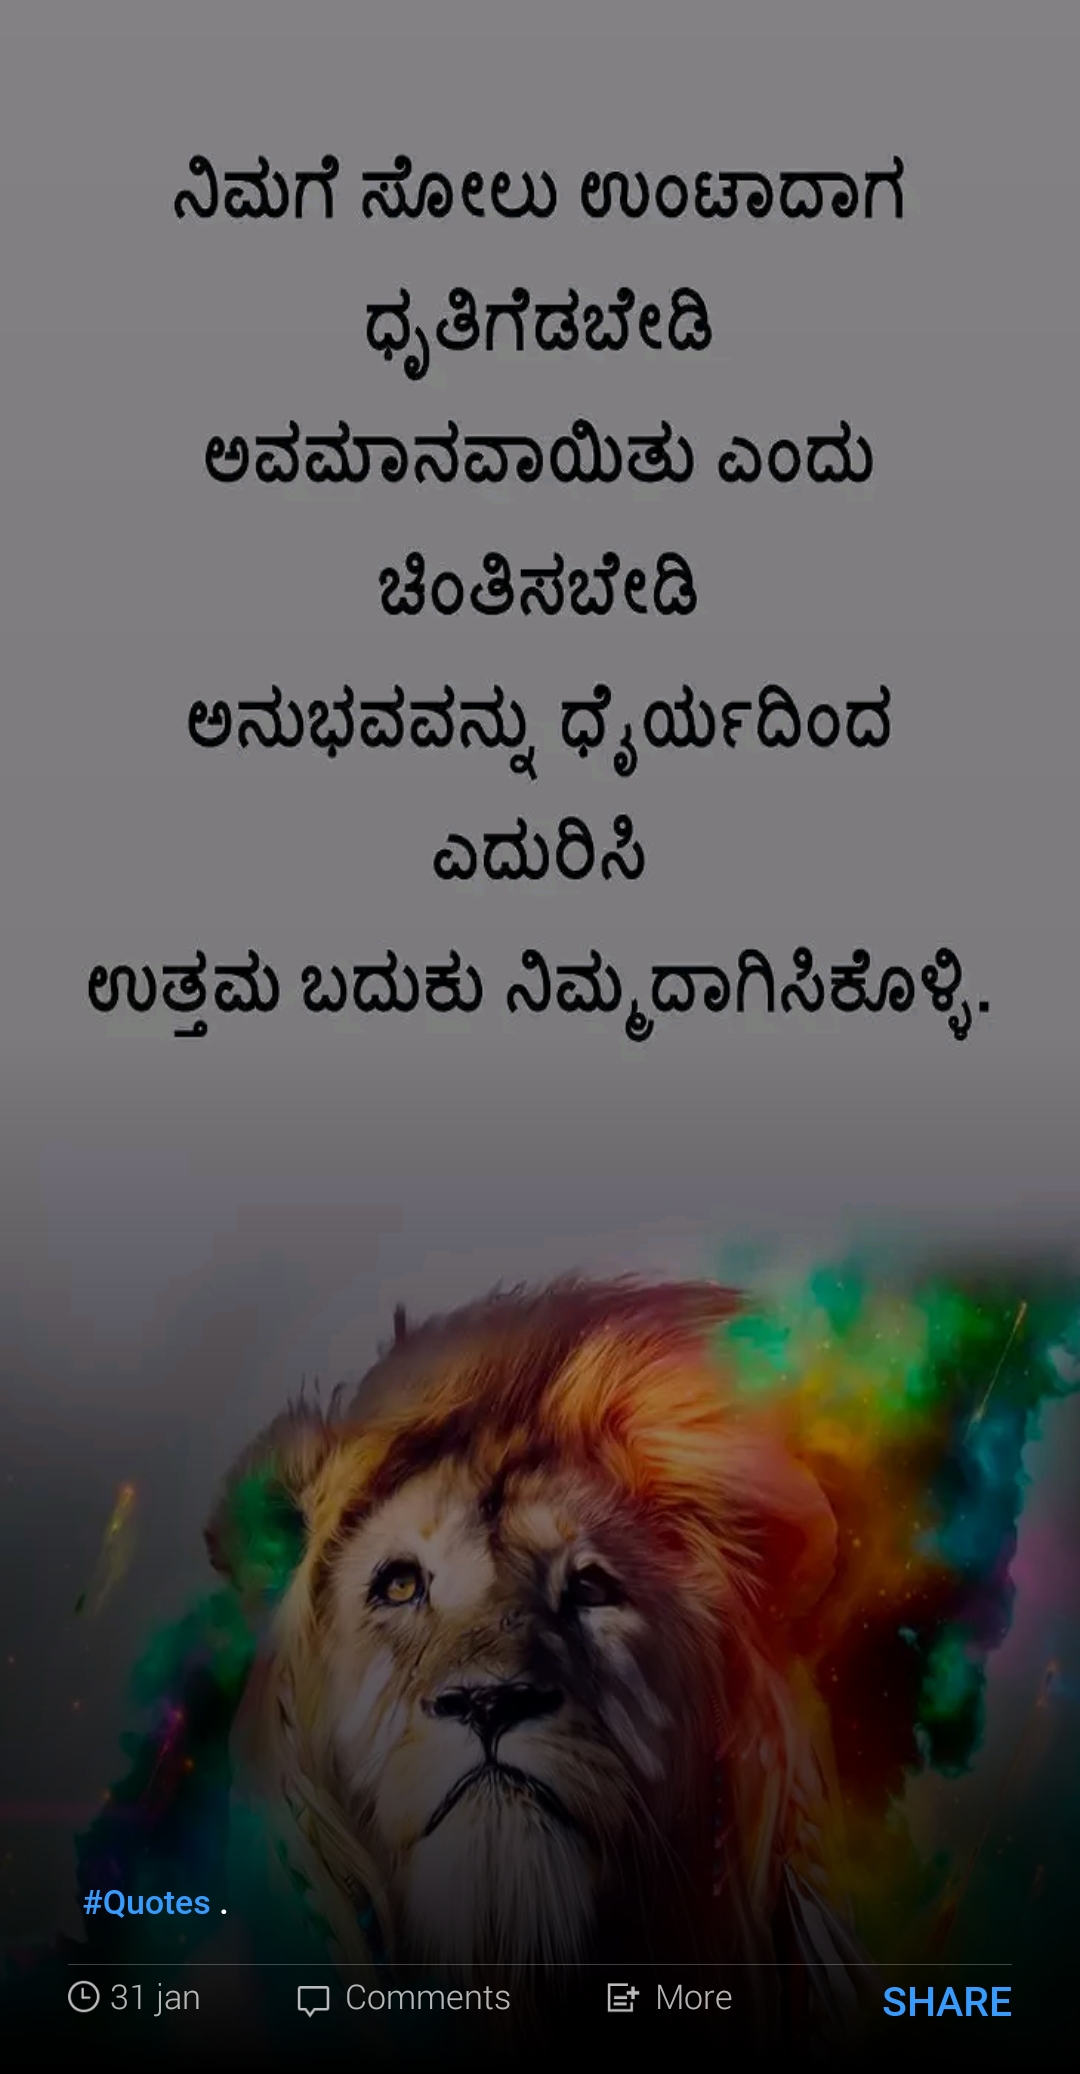 ನಿಮಗೆ ಸೋಲು ಉಂಟಾದಾಗ
ಧೃತಿಗೆಡಬೇಡಿ
ಅವಮಾನವಾಯಿತು ಎಂದು
ಚಿಂತಿಸಬೇಡಿ
ಅನುಭವವನ್ನು ಧೈರ್ಯದಿಂದ
ಎದುರಿಸಿ
ಉತ್ತಮ ಬದುಕು ನಿಮ್ಮದಾಗಿಸಿಕೊಳ್ಳಿ.
#Quotes .
31 jan Comments More SHARE